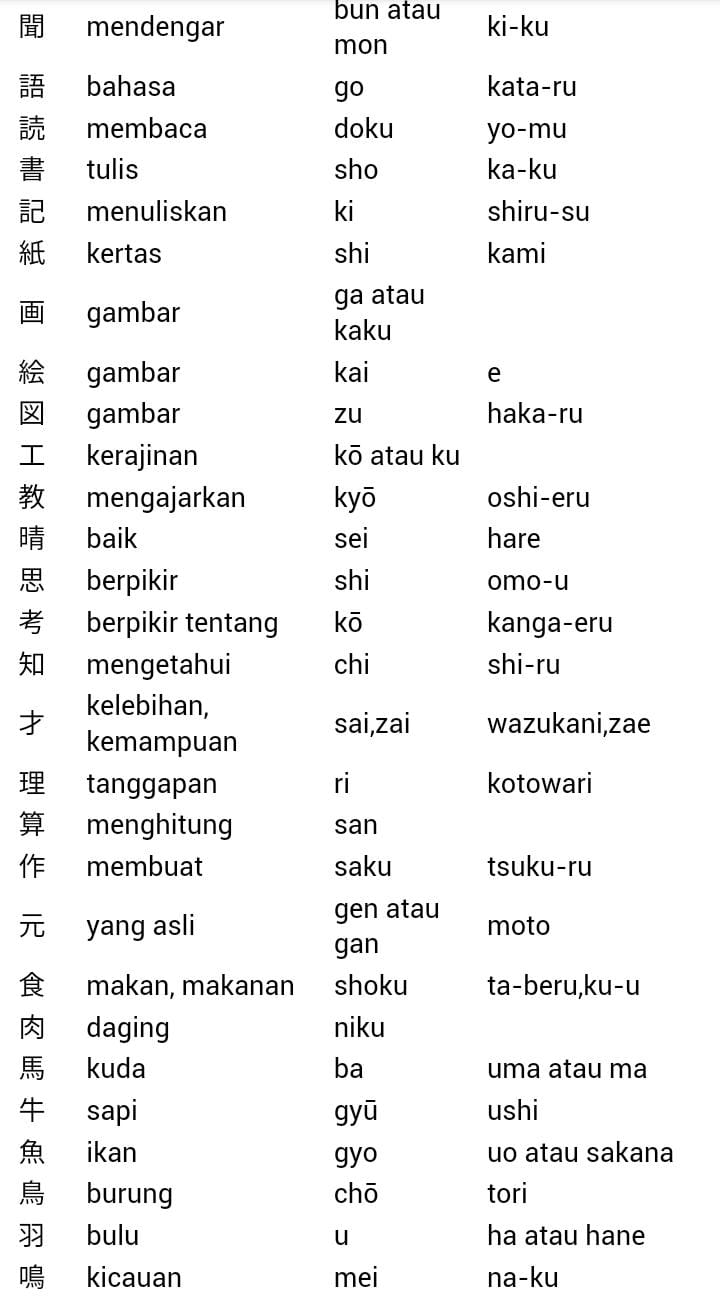 聞 mendengar bun atau mon ki-ku
語 bahasa go kata-ru
読 membaca doku yo-mu
書 tulis sho ka-ku
記 menuliskan ki shiru-su
紙 kertas shi kami
画 gambar ga atau kaku
絵 gambar kai e
図 gambar zu haka-ru
工 kerajinan kō atau ku
教 mengajarkan kyō oshi-eru
晴 baik sei hare
思 berpikir shi omo-u
考 berpikir tentang kō kanga-eru
知 mengetahui chi shi-ru
才 kelebihan, kemampuan sai,zai wazukani,zae
理 tanggapan ri kotowari
算 menghitung san
作 membuat saku tsuku-ru
元 yang asli gen atau gan moto
食 makan, makanan shoku ta-beru,ku-u
肉 daging niku
馬 kuda ba uma atau ma
牛 sapi gyū ushi
魚 ikan gyo uo atau sakana
鳥 burung chō tori
羽 bulu u ha atau hane
鳴 kicauan mei na-ku